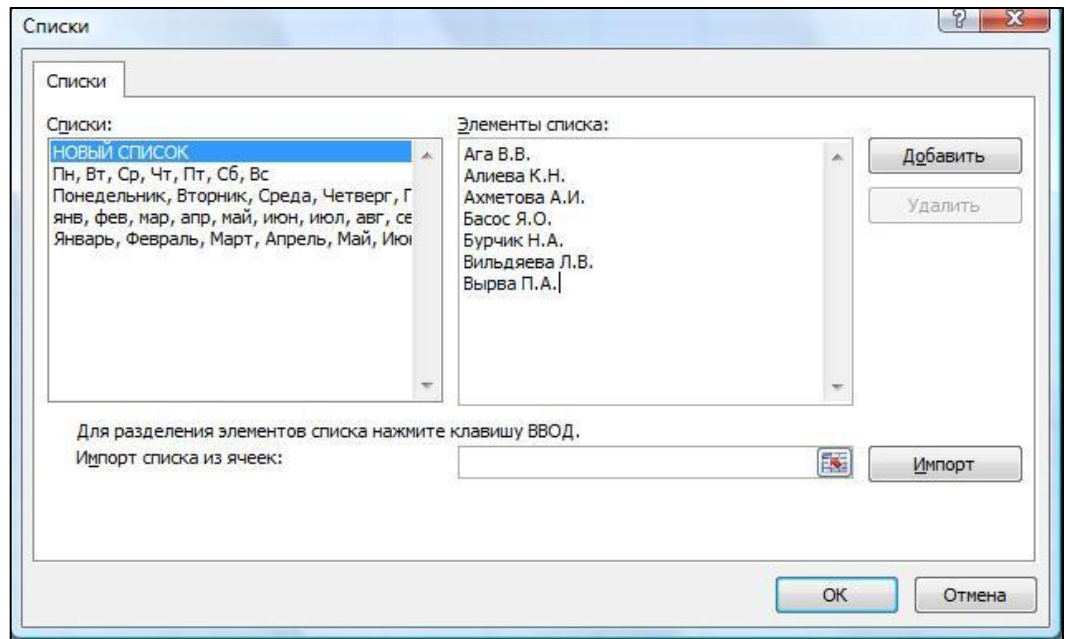 Списки
Списки
Списки:
НОВЫЙ СПИСОК
Пн, Вт, Ср, Чт, Пт, Сб, Вс
Понедельник, Вторник, Среда, Четверг, П
янв, фев, мар, апр, май, июн, июл, авг, се
Январь, Февраль, Март, Апрель, Май, Июн
Элементы списка:
Ага В.В.
Алиева К.Н.
Ахметова А.И.
Басос Я.О.
Бурчик Н.А.
Вильдяева Л.В.
Вырва П.А.
Добавить
Удалить
Для разделения элементов списка нажмите клавишу ВВОД.
Импорт списка из ячеек:
Импорт
ОК
Отмена